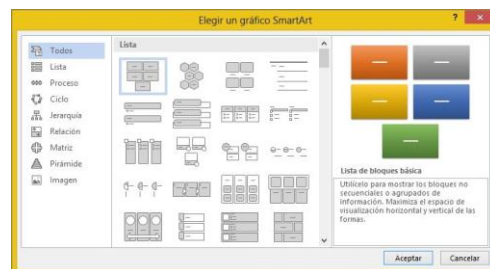 Elegir un gráfico SmartArt
Todos
Lista
Proceso
Ciclo
Jerarquía
Relación
Matriz
Pirámide
Imagen
Lista
Lista de bloques básica
Utilícelo para mostrar los bloques no
secuenciales o agrupados de
información. Maximiza el espacio de
visualización horizontal y vertical de las
formas.
Aceptar
Cancelar